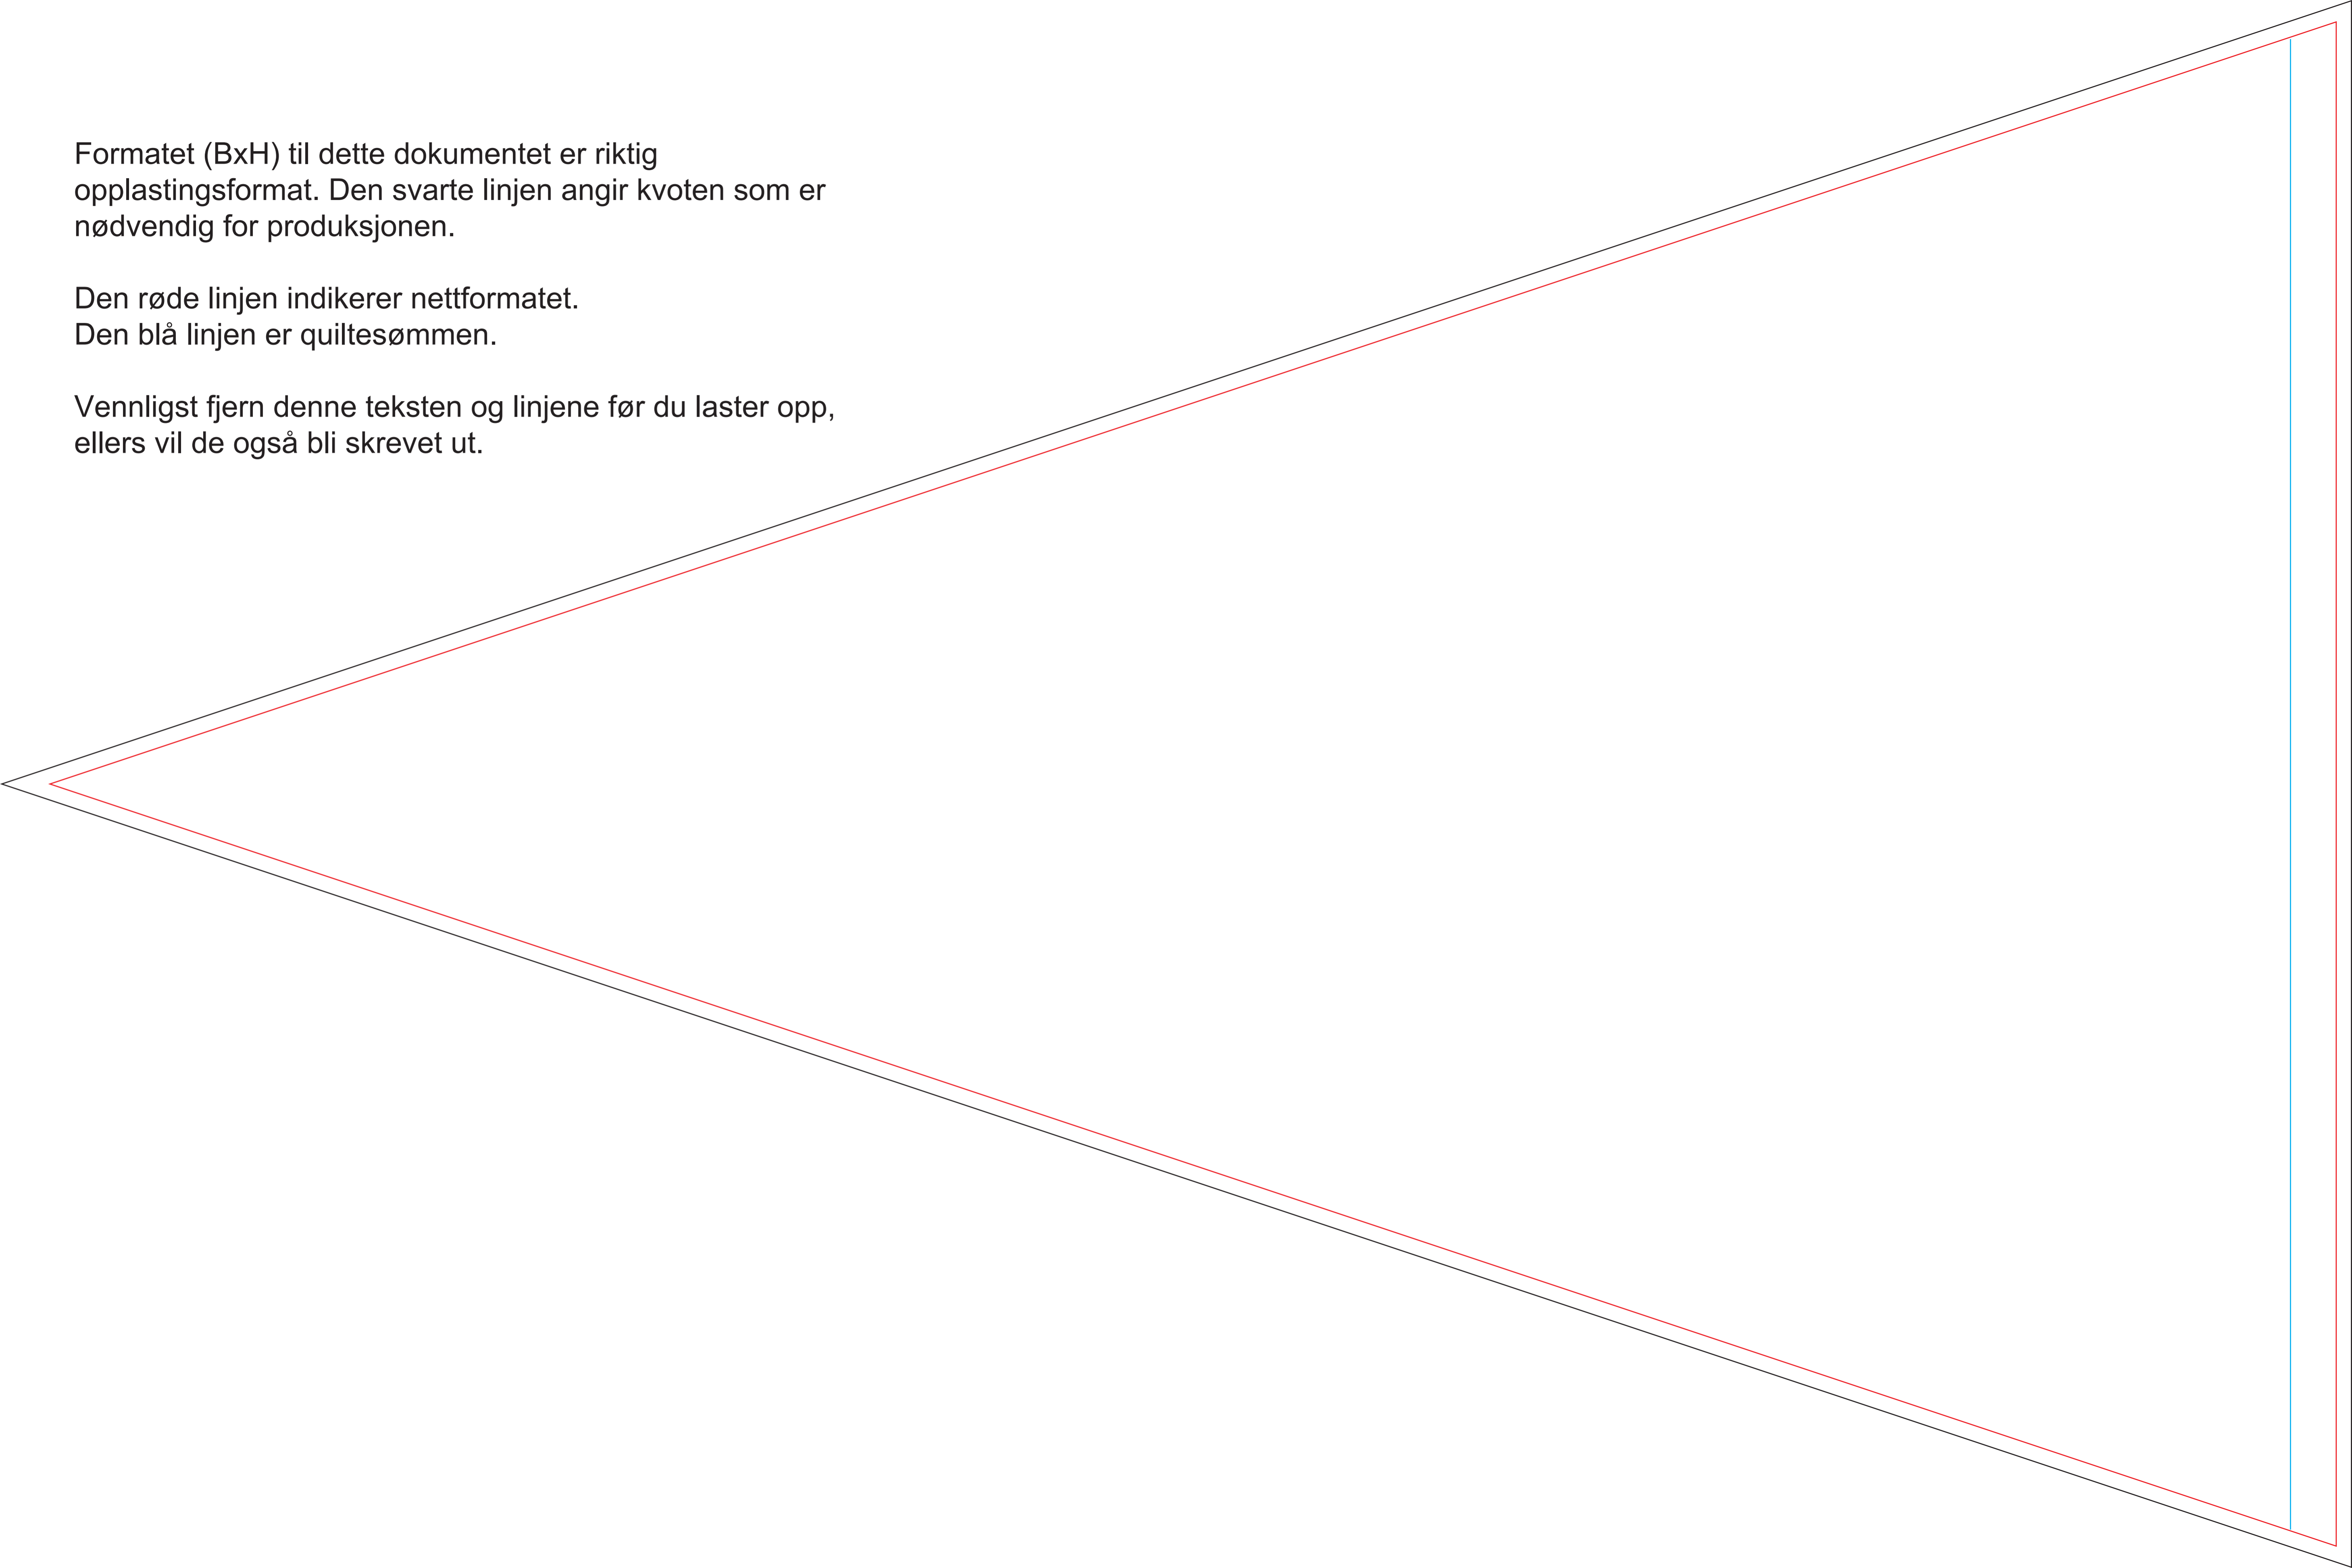 Formatet (BxH) til dette dokumentet er riktig
opplastingsformat. Den svarte linjen angir kvoten som er
nødvendig for produksjonen.
Den røde linjen indikerer nettformatet.
Den blå linjen er quiltesømmen.
Vennligst fjern denne teksten og linjene før du laster opp,
ellers vil de også bli skrevet ut.